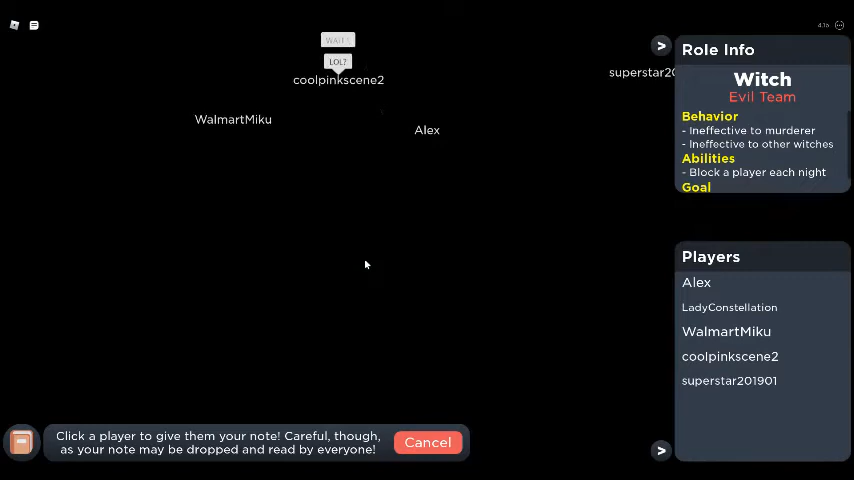 4:36
WAIT
LOL?
coolpinkscene2
superstar20
WalmartMiku
Alex
>
Role Info
Witch
Evil Team
Behavior
- Ineffective to murderer
- Ineffective to other witches
Abilities
- Block a player each night
Goal
Players
Alex
LadyConstellation
WalmartMiku
coolpinkscene2
superstar201901
Click a player to give them your note! Careful, though,
as your note may be dropped and read by everyone!
Cancel
>